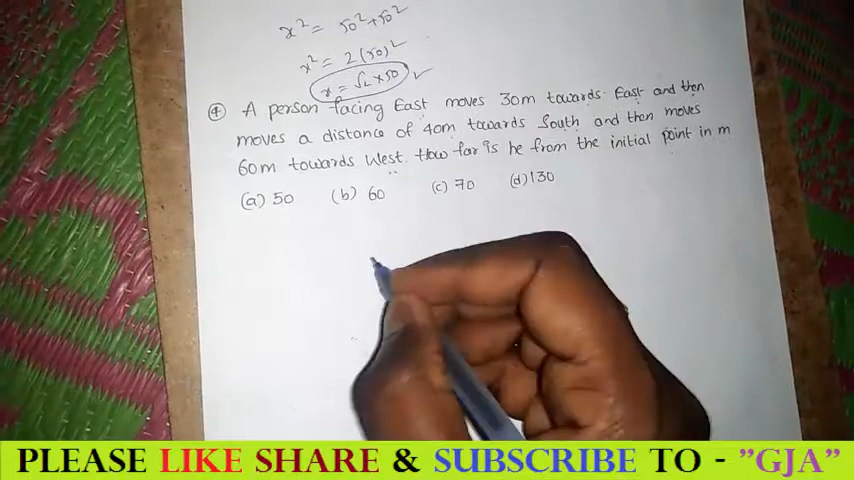 x² = 50²+50²
x² = 2(50)²
x = √2 × 50
④ A person facing East moves 30m towards East and then
moves a distance of 40m towards South and then moves
60m towards West. How far is he from the initial point in m
(a) 50 (b) 60 (c) 70 (d) 130
PLEASE LIKE SHARE & SUBSCRIBE TO - "GJA"